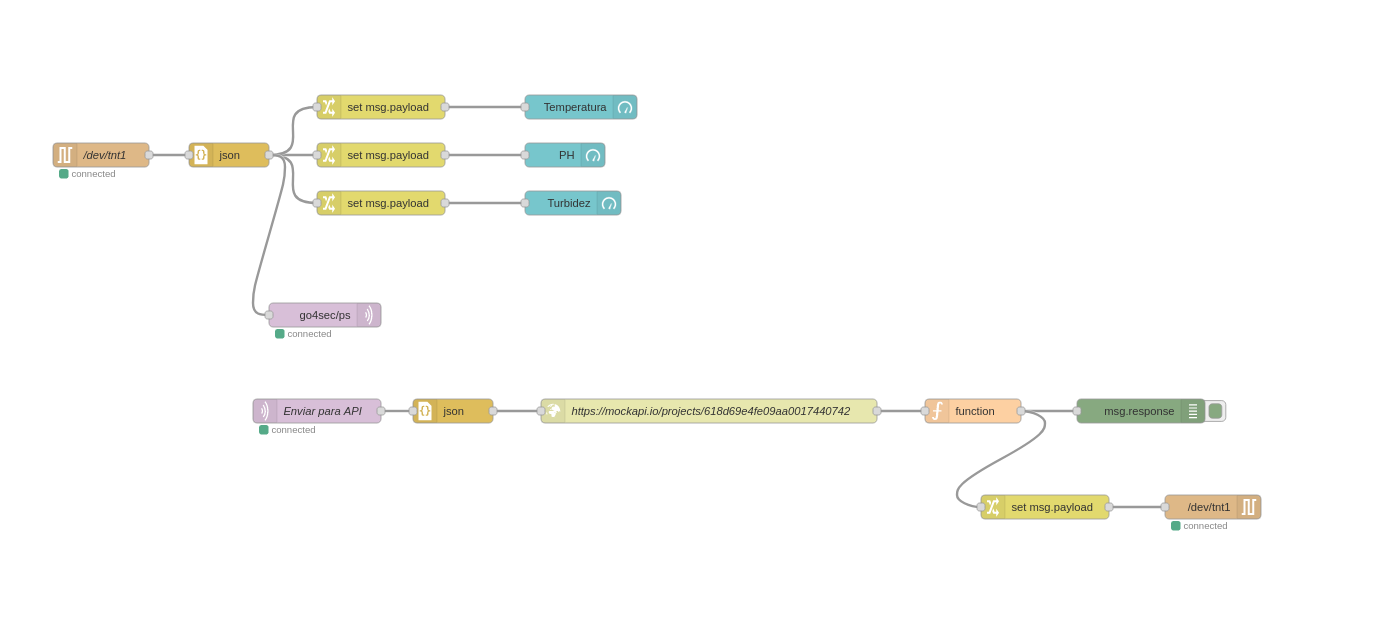 set msg.payload
Temperatura
/dev/tnt1
json
set msg.payload
PH
connected
set msg.payload
Turbidez
go4sec/ps
connected
Enviar para API
json
https://mockapi.io/projects/618d69e4fe09aa0017440742
function
msg.response
connected
set msg.payload
/dev/tnt1
connected